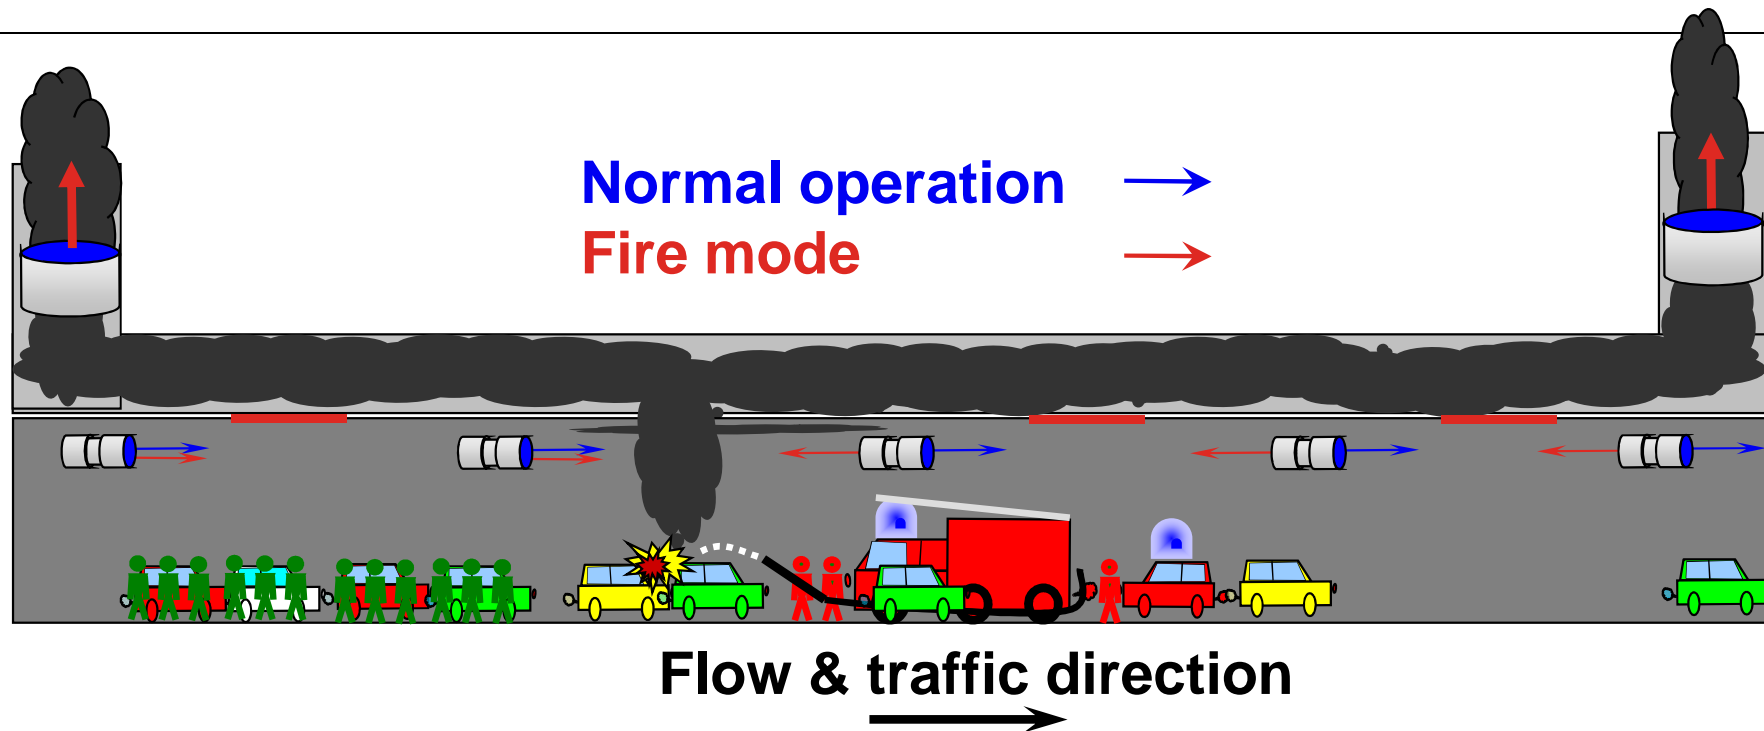 Normal operation
Fire mode
Flow & traffic direction